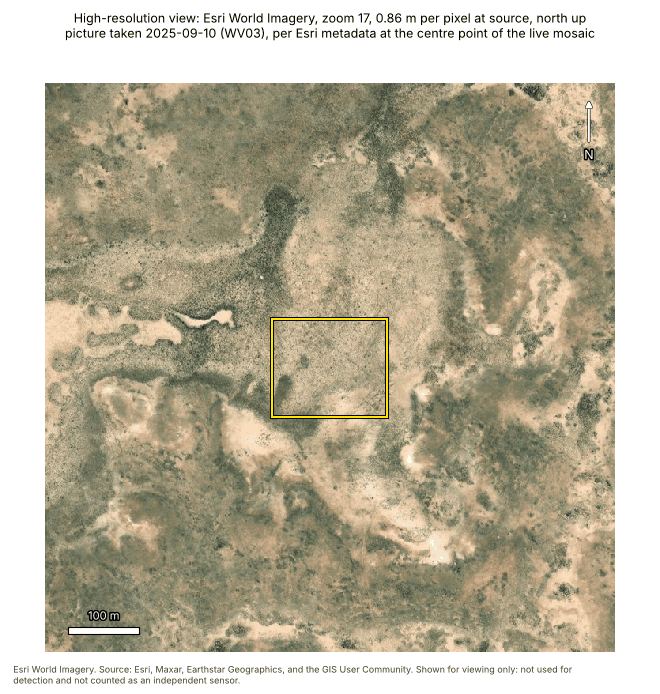 High-resolution view: Esri World Imagery, zoom 17, 0.86 m per pixel at source, north up
picture taken 2025-09-10 (WV03), per Esri metadata at the centre point of the live mosaic
N
100 m
Esri World Imagery. Source: Esri, Maxar, Earthstar Geographics, and the GIS User Community. Shown for viewing only: not used for
detection and not counted as an independent sensor.